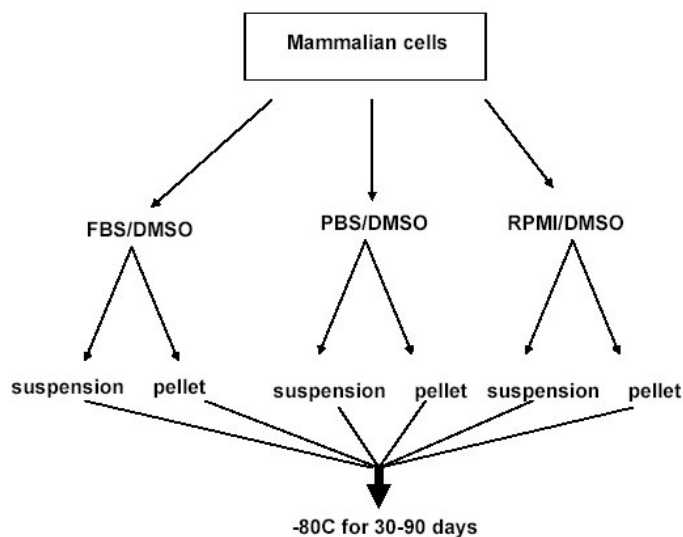 Mammalian cells
FBS/DMSO PBS/DMSO RPMI/DMSO
suspension pellet suspension pellet suspension pellet
-80C for 30-90 days